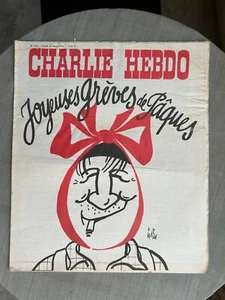 CHARLIE HEBDO
Joyeuses Grèves de Pâques